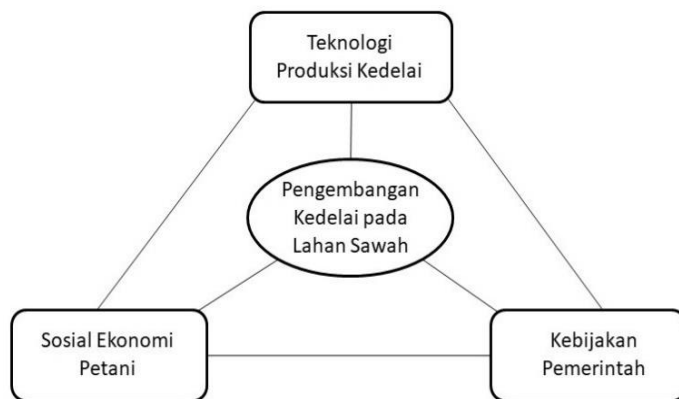 Teknologi
Produksi Kedelai
Pengembangan
Kedelai pada
Lahan Sawah
Sosial Ekonomi
Petani
Kebijakan
Pemerintah